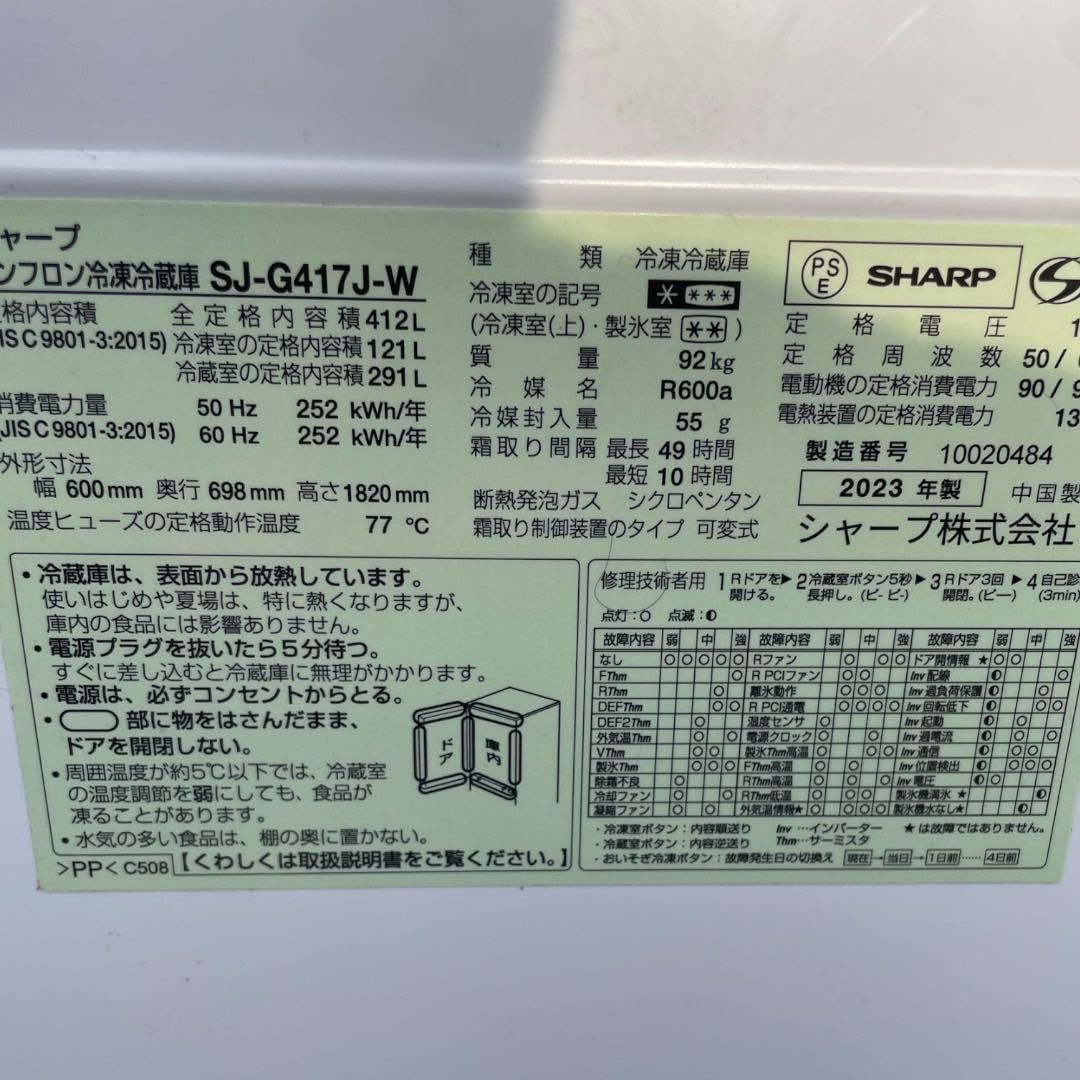 ャープ
ンフロン冷凍冷蔵庫 SJ-G417J-W
格内容積 全定格内容積 412L
IS C 9801-3:2015) 冷凍室の定格内容積 121L
冷蔵室の定格内容積 291L
消費電力量 50 Hz 252 kWh/年
(JIS C 9801-3:2015) 60 Hz 252 kWh/年
外形寸法
幅 600mm 奥行 698mm 高さ 1820mm
温度ヒューズの定格動作温度 77 ℃
種類 冷凍冷蔵庫
冷凍室の記号 * ***
(冷凍室(上)・製氷室 ** )
質量 92kg
冷媒名 R600a
冷媒封入量 55 g
霜取り間隔 最長 49 時間
最短 10 時間
断熱発泡ガス シクロペンタン
霜取り制御装置のタイプ 可変式
PS E SHARP
定格電圧 1
定格周波数 50 /
電動機の定格消費電力 90 / 9
電熱装置の定格消費電力 13
製造番号 10020484
2023 年製 中国製
シャープ株式会社
・冷蔵庫は、表面から放熱しています。
使いはじめや夏場は、特に熱くなりますが、
庫内の食品には影響ありません。
・電源プラグを抜いたら5分待つ。
すぐに差し込むと冷蔵庫に無理がかかります。
・電源は、必ずコンセントからとる。
・ 部に物をはさんだまま、
ドアを開閉しない。
ドア 庫内
・周囲温度が約5℃以下では、冷蔵室
の温度調節を弱にしても、食品が
凍ることがあります。
・水気の多い食品は、棚の奥に置かない。
>PP< C508 【くわしくは取扱説明書をご覧ください。】
修理技術者用 1 Rドアを開ける。 ▶ 2 冷蔵室ボタン5秒長押し。(ピ- ピ-) ▶ 3 Rドア3回開閉。(ピー) ▶ 4 自己診(3min)
点灯:○ 点滅:◐
故障内容 弱 中 強 故障内容 弱 中 強 故障内容 弱 中 強
なし ○○○○○ Rファン ○ ○○ ドア開情報 ★ ○○
FThm ○ R PCIファン ○ ○ Inv 配線 ◐ ○
RThm ○ 離氷動作 ○○○ Inv 過負荷保護 ◐
DEFThm ○○ R PCI通電 ○○○○ Inv 回転低下 ◐
DEF2Thm ○ 温度センサ ○ Inv 起動 ◐
外気温Thm 電源クロック Inv 過電流 ◐
VThm ○○ 製氷Thm高温 ○ ○○ Inv 通信 ◐
製氷Thm ○○○ FThm高温 Inv 位置検出 ◐
除霜不良 ○ RThm高温 Inv 電圧
冷却ファン ○ RThm低温 製氷機満氷 ★
凝縮ファン ○ 外気温情報★ 製氷機水なし★
・冷凍室ボタン:内容順送り Inv …インバーター ★は故障ではありません。
・冷蔵室ボタン:内容逆送り Thm…サーミスタ
・おいそぎ冷凍ボタン:故障発生日の切換え 現在→当日→1日前……4日前